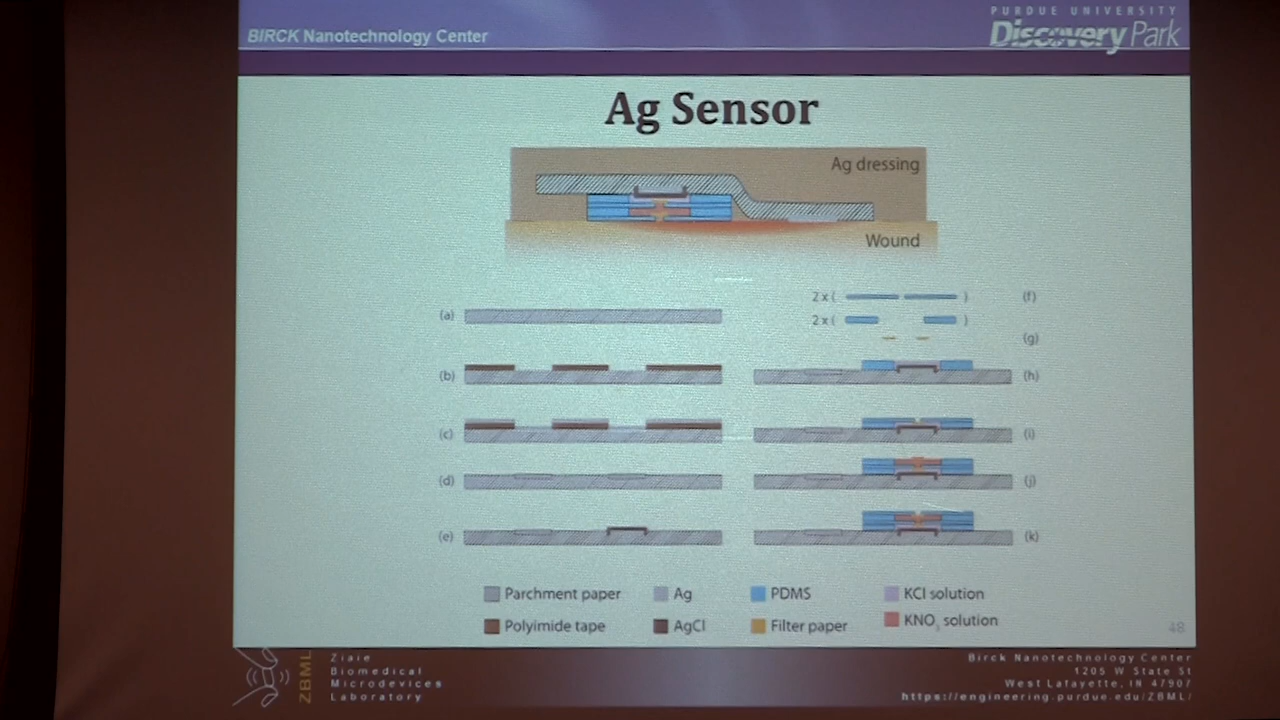 BIRCK Nanotechnology Center
PURDUE UNIVERSITY
Discovery Park
Ag Sensor
Ag dressing
Wound
(a)
(b)
(c)
(d)
(e)
2 x ( ) (f)
2 x ( )
(g)
(h)
(i)
(j)
(k)
Parchment paper Ag PDMS KCl solution
Polyimide tape AgCl Filter paper KNO3 solution
48
ZBML
Ziaie
Biomedical
Microdevices
Laboratory
Birck Nanotechnology Center
1205 W State St
West Lafayette, IN 47907
https://engineering.purdue.edu/ZBML/